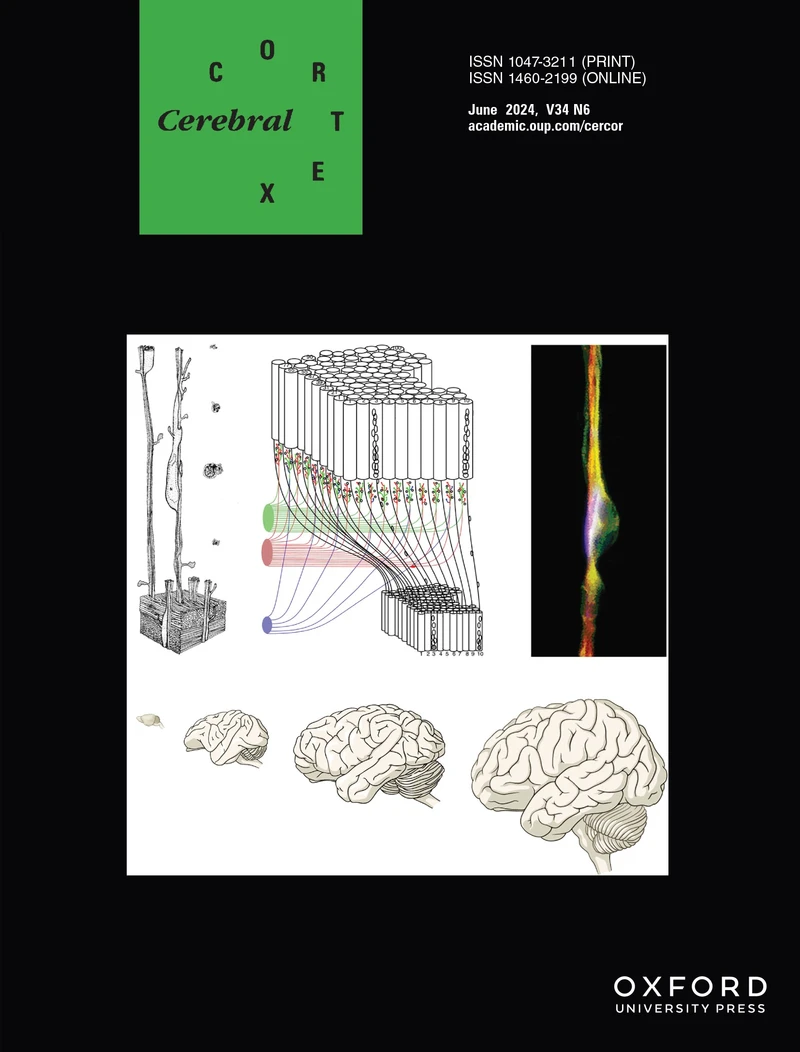 Cerebral
CORTEX
ISSN 1047-3211 (PRINT)
ISSN 1460-2199 (ONLINE)
June 2024, V34 N6
academic.oup.com/cercor
1 2 3 4 5 6 7 8 9 10
OXFORD
UNIVERSITY PRESS